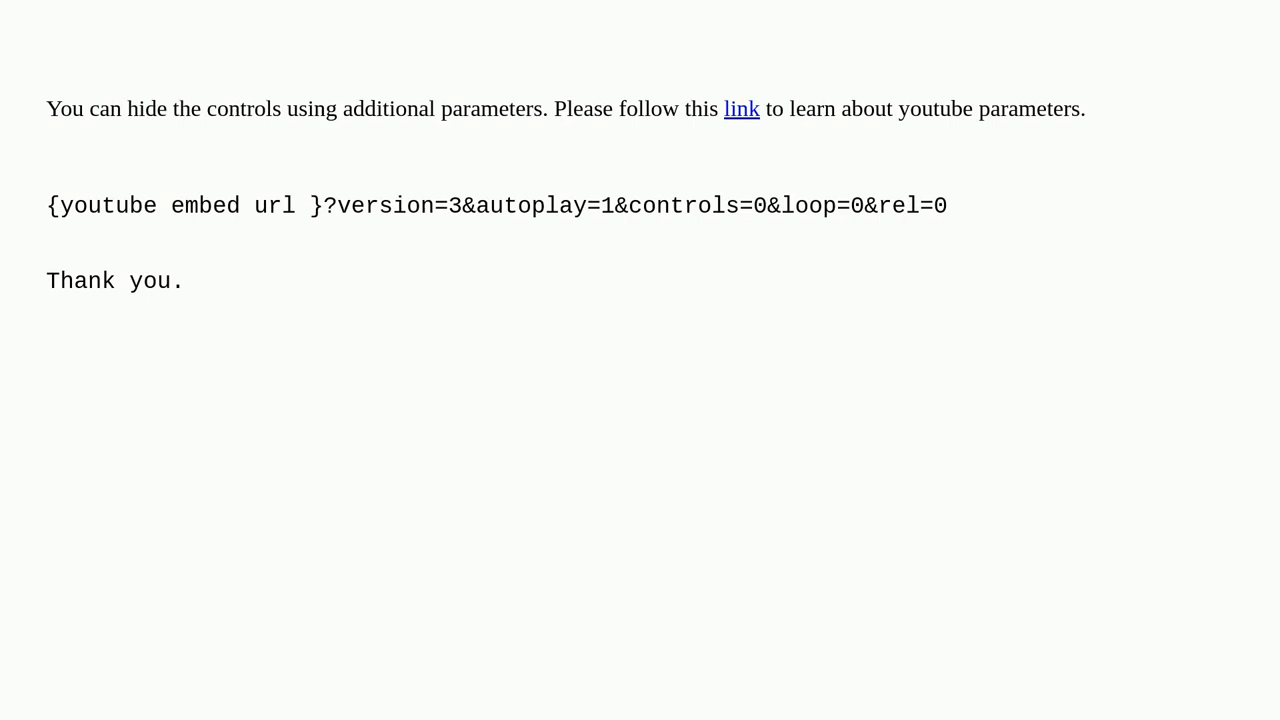 You can hide the controls using additional parameters. Please follow this link to learn about youtube parameters.
{youtube embed url }?version=3&autoplay=1&controls=0&loop=0&rel=0
Thank you.